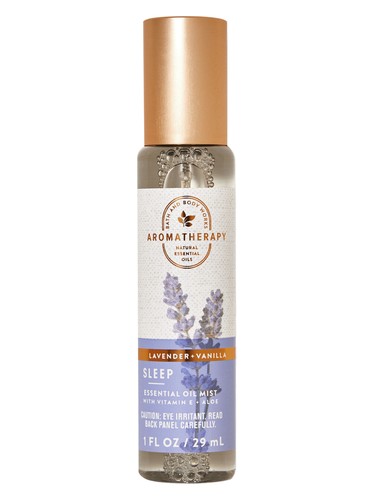 BATH AND BODY WORKS
AROMATHERAPY
NATURAL
ESSENTIAL
OILS
LAVENDER + VANILLA
SLEEP
ESSENTIAL OIL MIST
WITH VITAMIN E + ALOE
CAUTION: EYE IRRITANT. READ
BACK PANEL CAREFULLY.
1 FL OZ / 29 mL